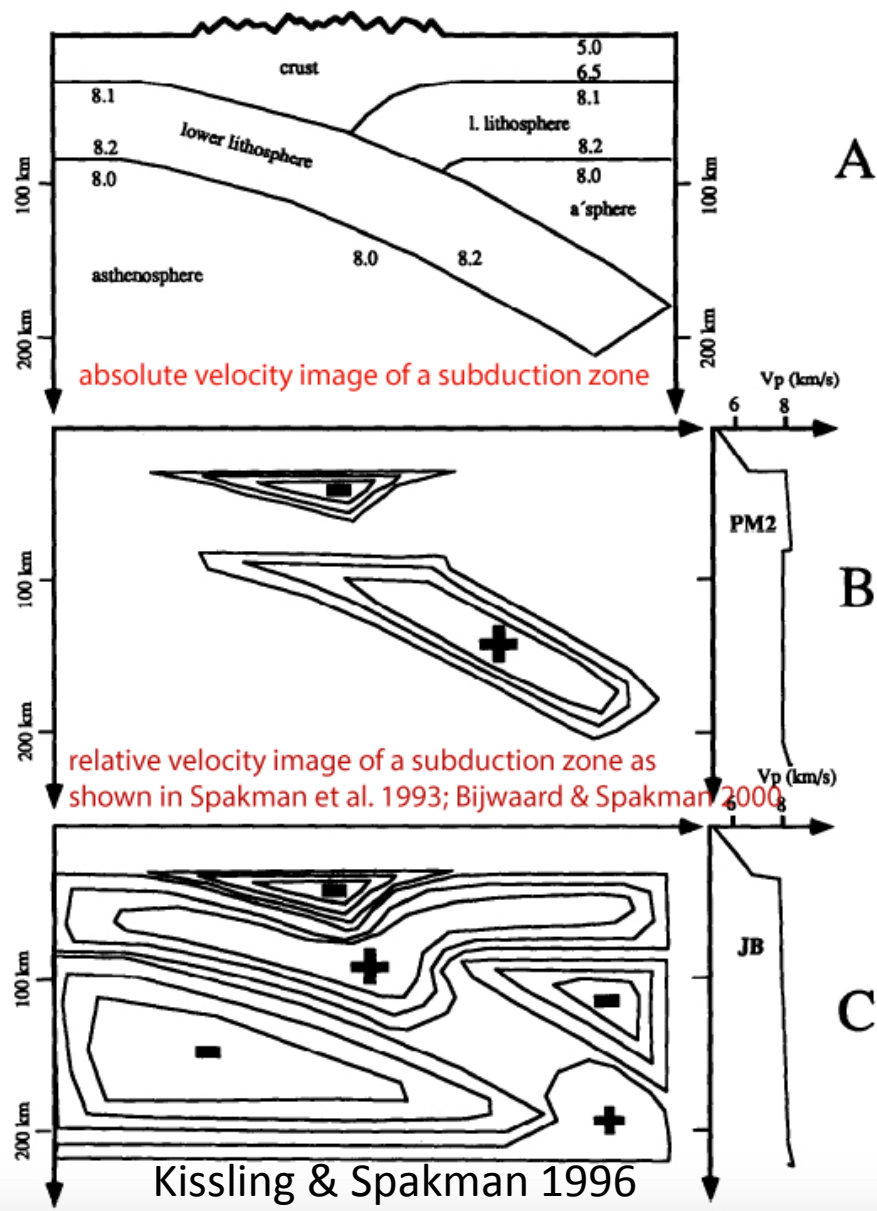 5.0
crust
6.5
8.1
8.1
l. lithosphere
lower lithosphere
8.2
8.2
8.0
8.0
A
100 km
100 km
a´sphere
8.0
8.2
asthenosphere
200 km
200 km
absolute velocity image of a subduction zone
Vp (km/s)
6
8
PM2
100 km
B
200 km
relative velocity image of a subduction zone as
shown in Spakman et al. 1993; Bijwaard & Spakman 2000
Vp (km/s)
6
8
JB
100 km
C
200 km
Kissling & Spakman 1996